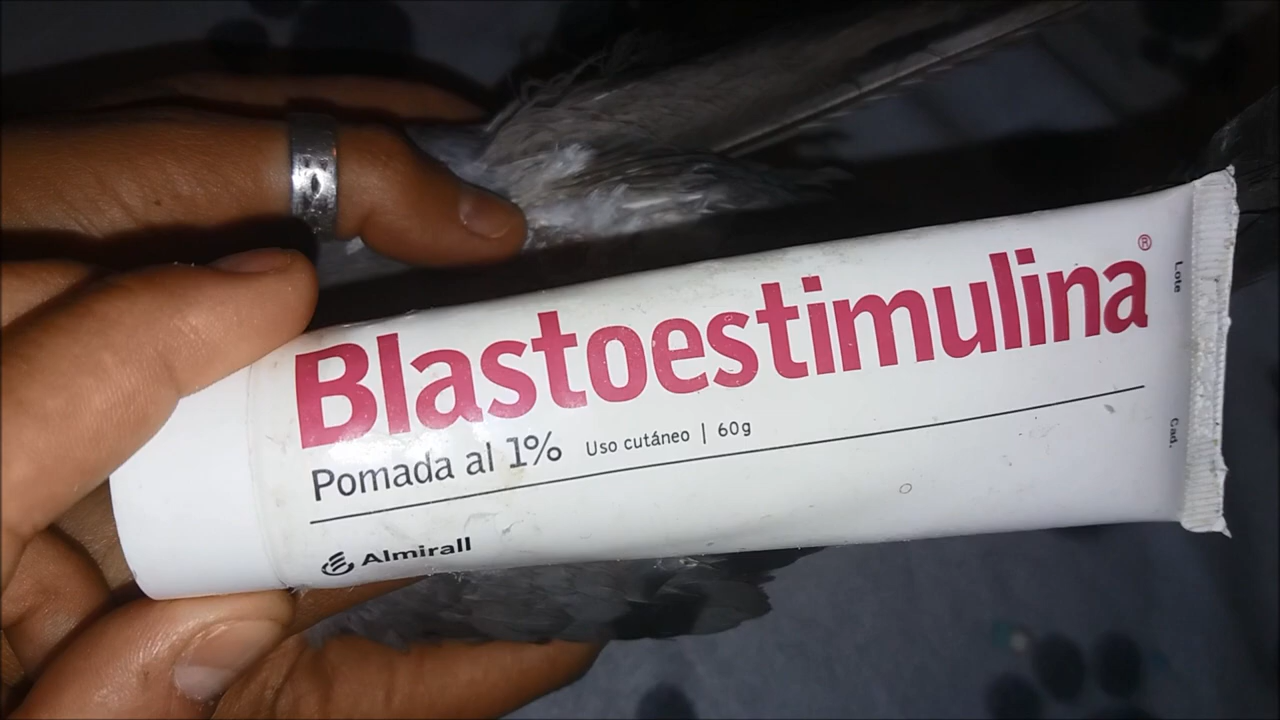 Blastoestimulina®
Pomada al 1% Uso cutáneo | 60g
Almirall
Lote
Cad.